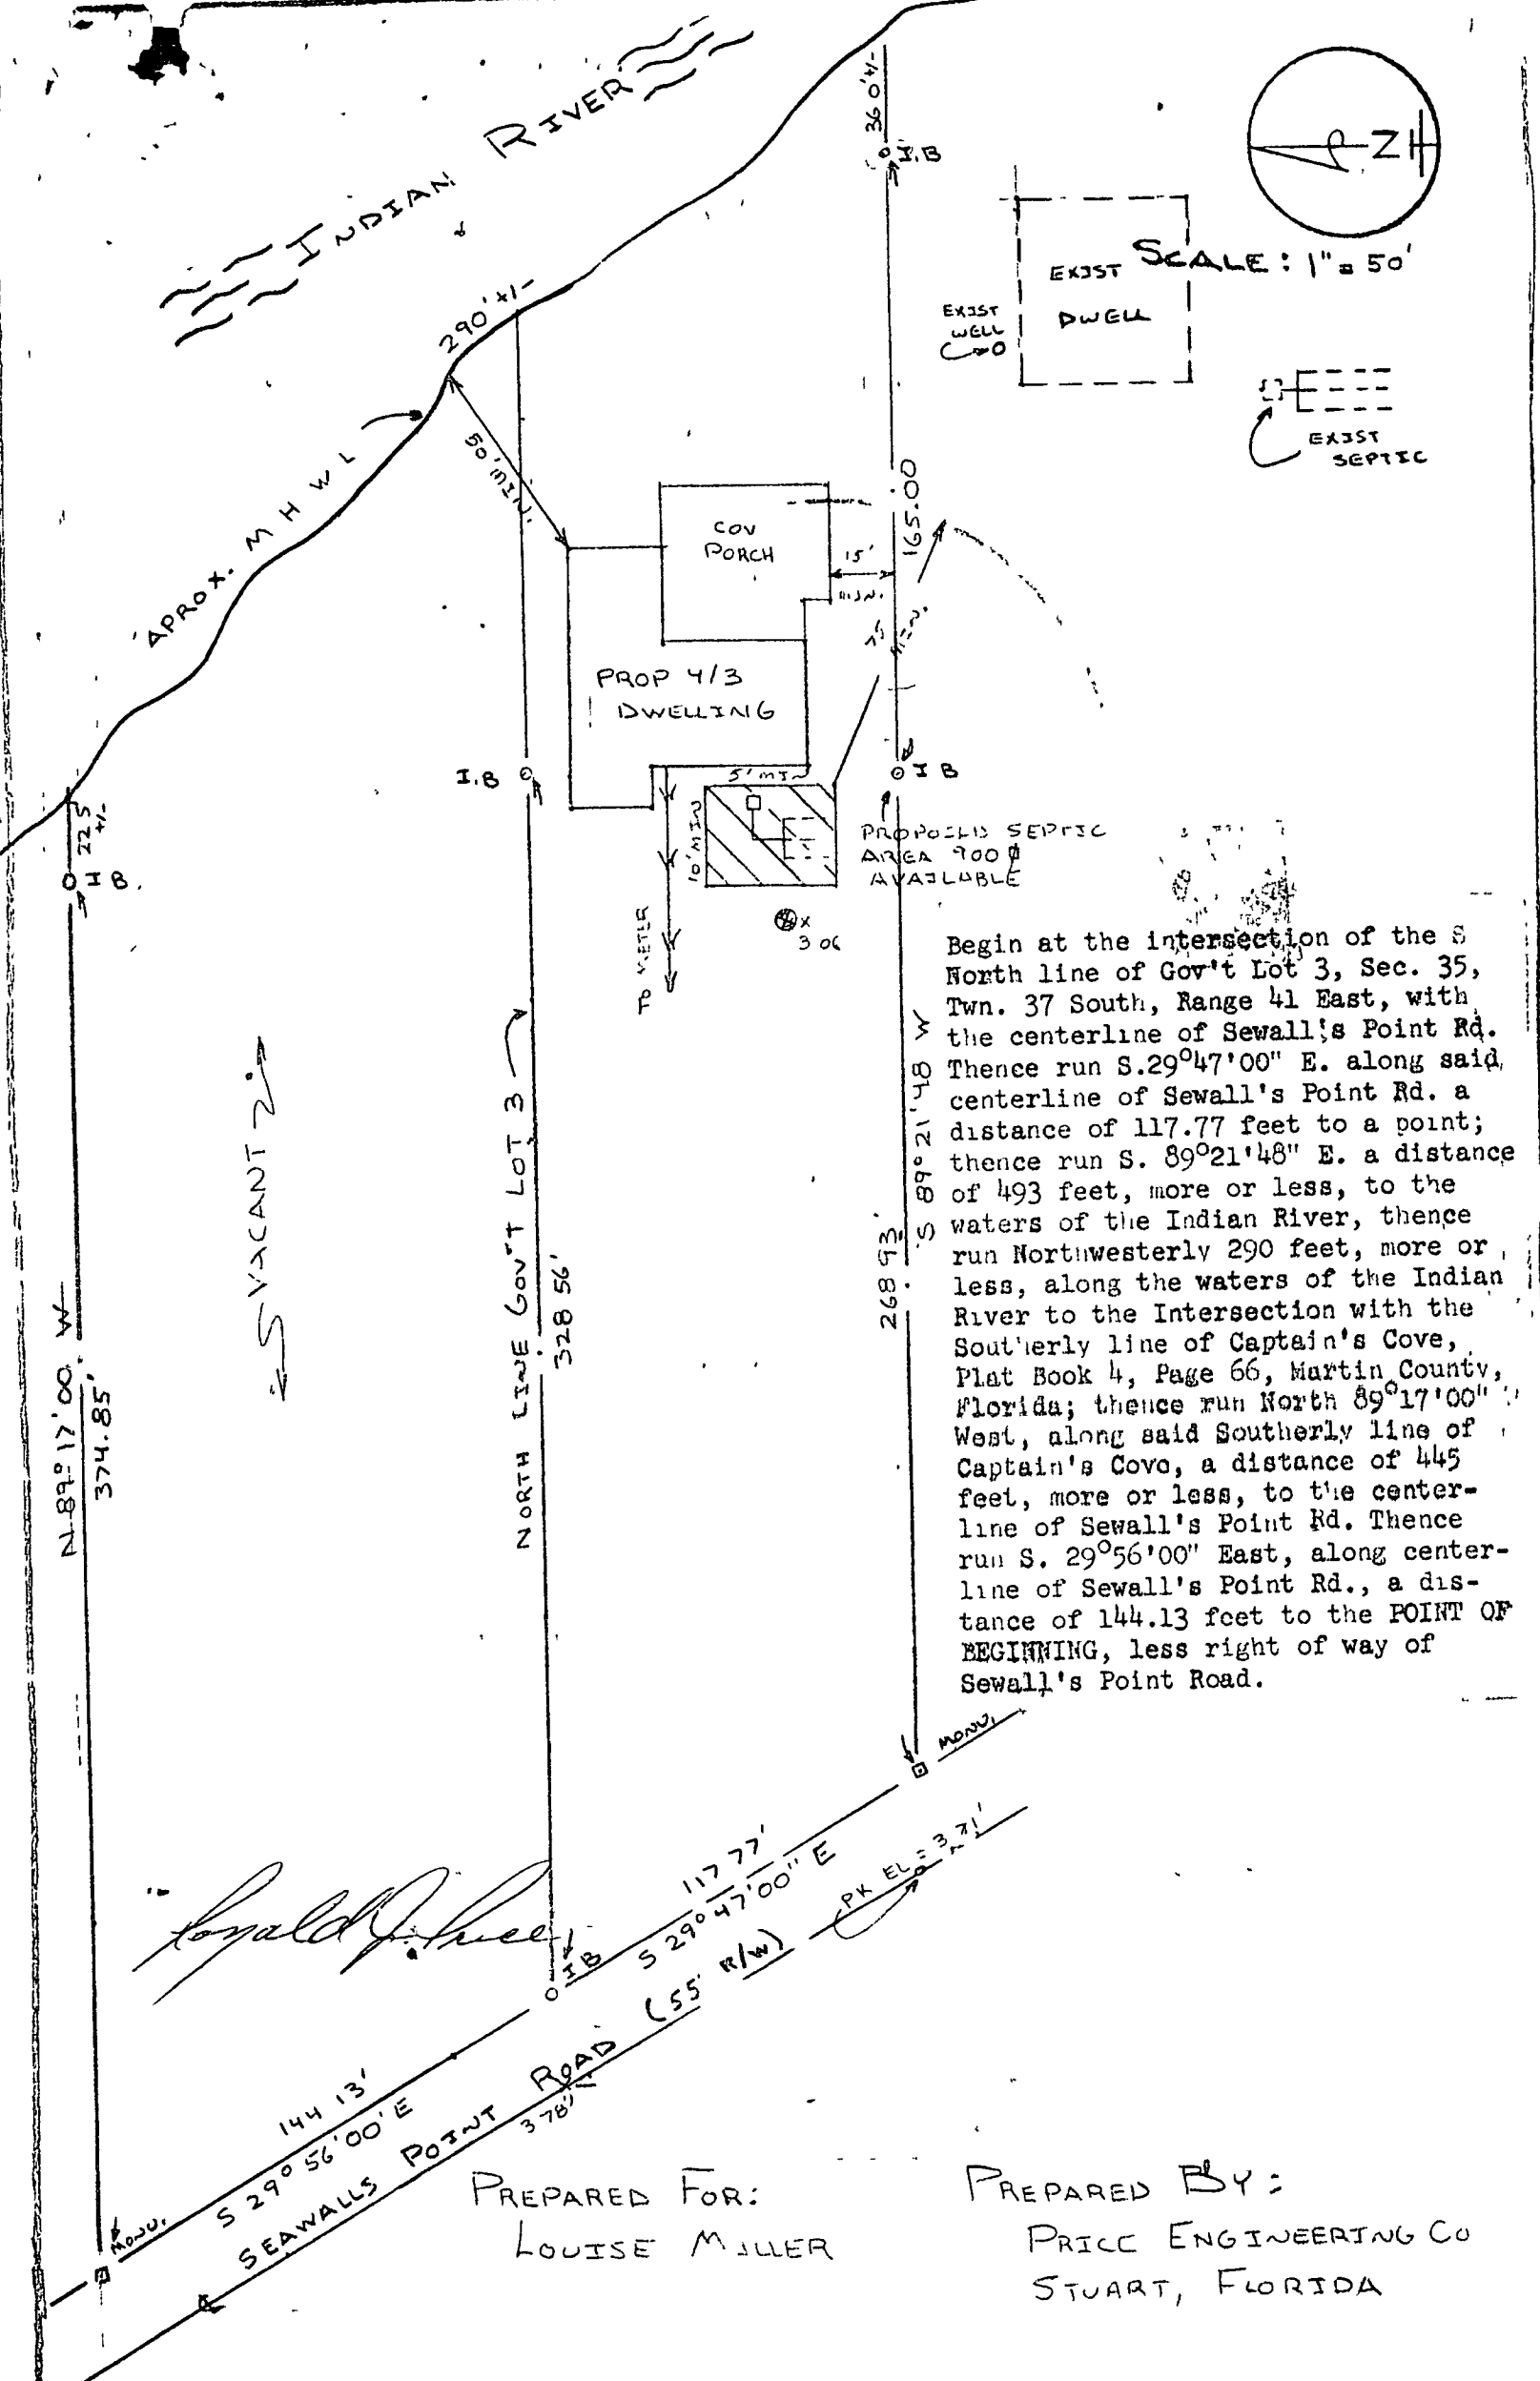 INDIAN RIVER
36 0'+/-
I.B
N
SCALE: 1" = 50'
EXIST
DWELL
EXIST
WELL
EXIST
SEPTIC
290'+/-
50' MIN.
APROX. M H W L
COV
PORCH
15'
MIN.
165.00
75'
MIN.
PROP 4/3
DWELLING
I.B
I B
5' MIN
10' MIN
TO METER
PROPOSED SEPTIC
AREA 900
AVAILABLE
X
3 06
22 5
+/-
I B.
VACANT
N 89° 17' 00. W
374.85'
NORTH LINE GOV'T LOT 3
328 56'
S 89° 21' 48 W
268.93'
Begin at the intersection of the S
North line of Gov't Lot 3, Sec. 35,
Twn. 37 South, Range 41 East, with
the centerline of Sewall's Point Rd.
Thence run S.29°47'00" E. along said
centerline of Sewall's Point Rd. a
distance of 117.77 feet to a point;
thence run S. 89°21'48" E. a distance
of 493 feet, more or less, to the
waters of the Indian River, thence
run Northwesterly 290 feet, more or
less, along the waters of the Indian
River to the Intersection with the
Southerly line of Captain's Cove,
Plat Book 4, Page 66, Martin County,
Florida; thence run North 89°17'00"
West, along said Southerly line of
Captain's Cove, a distance of 445
feet, more or less, to the center-
line of Sewall's Point Rd. Thence
run S. 29°56'00" East, along center-
line of Sewall's Point Rd., a dis-
tance of 144.13 feet to the POINT OF
BEGINNING, less right of way of
Sewall's Point Road.
MONU.
117 77'
S 29° 47' 00" E
PK EL = 3.71'
Ronald J. Price
I B
144 13'
S 29° 56' 00' E
SEAWALLS POINT ROAD (55' R/W)
3 78'
MONU.
PREPARED FOR:
LOUISE MILLER
PREPARED BY:
PRICE ENGINEERING CO
STUART, FLORIDA